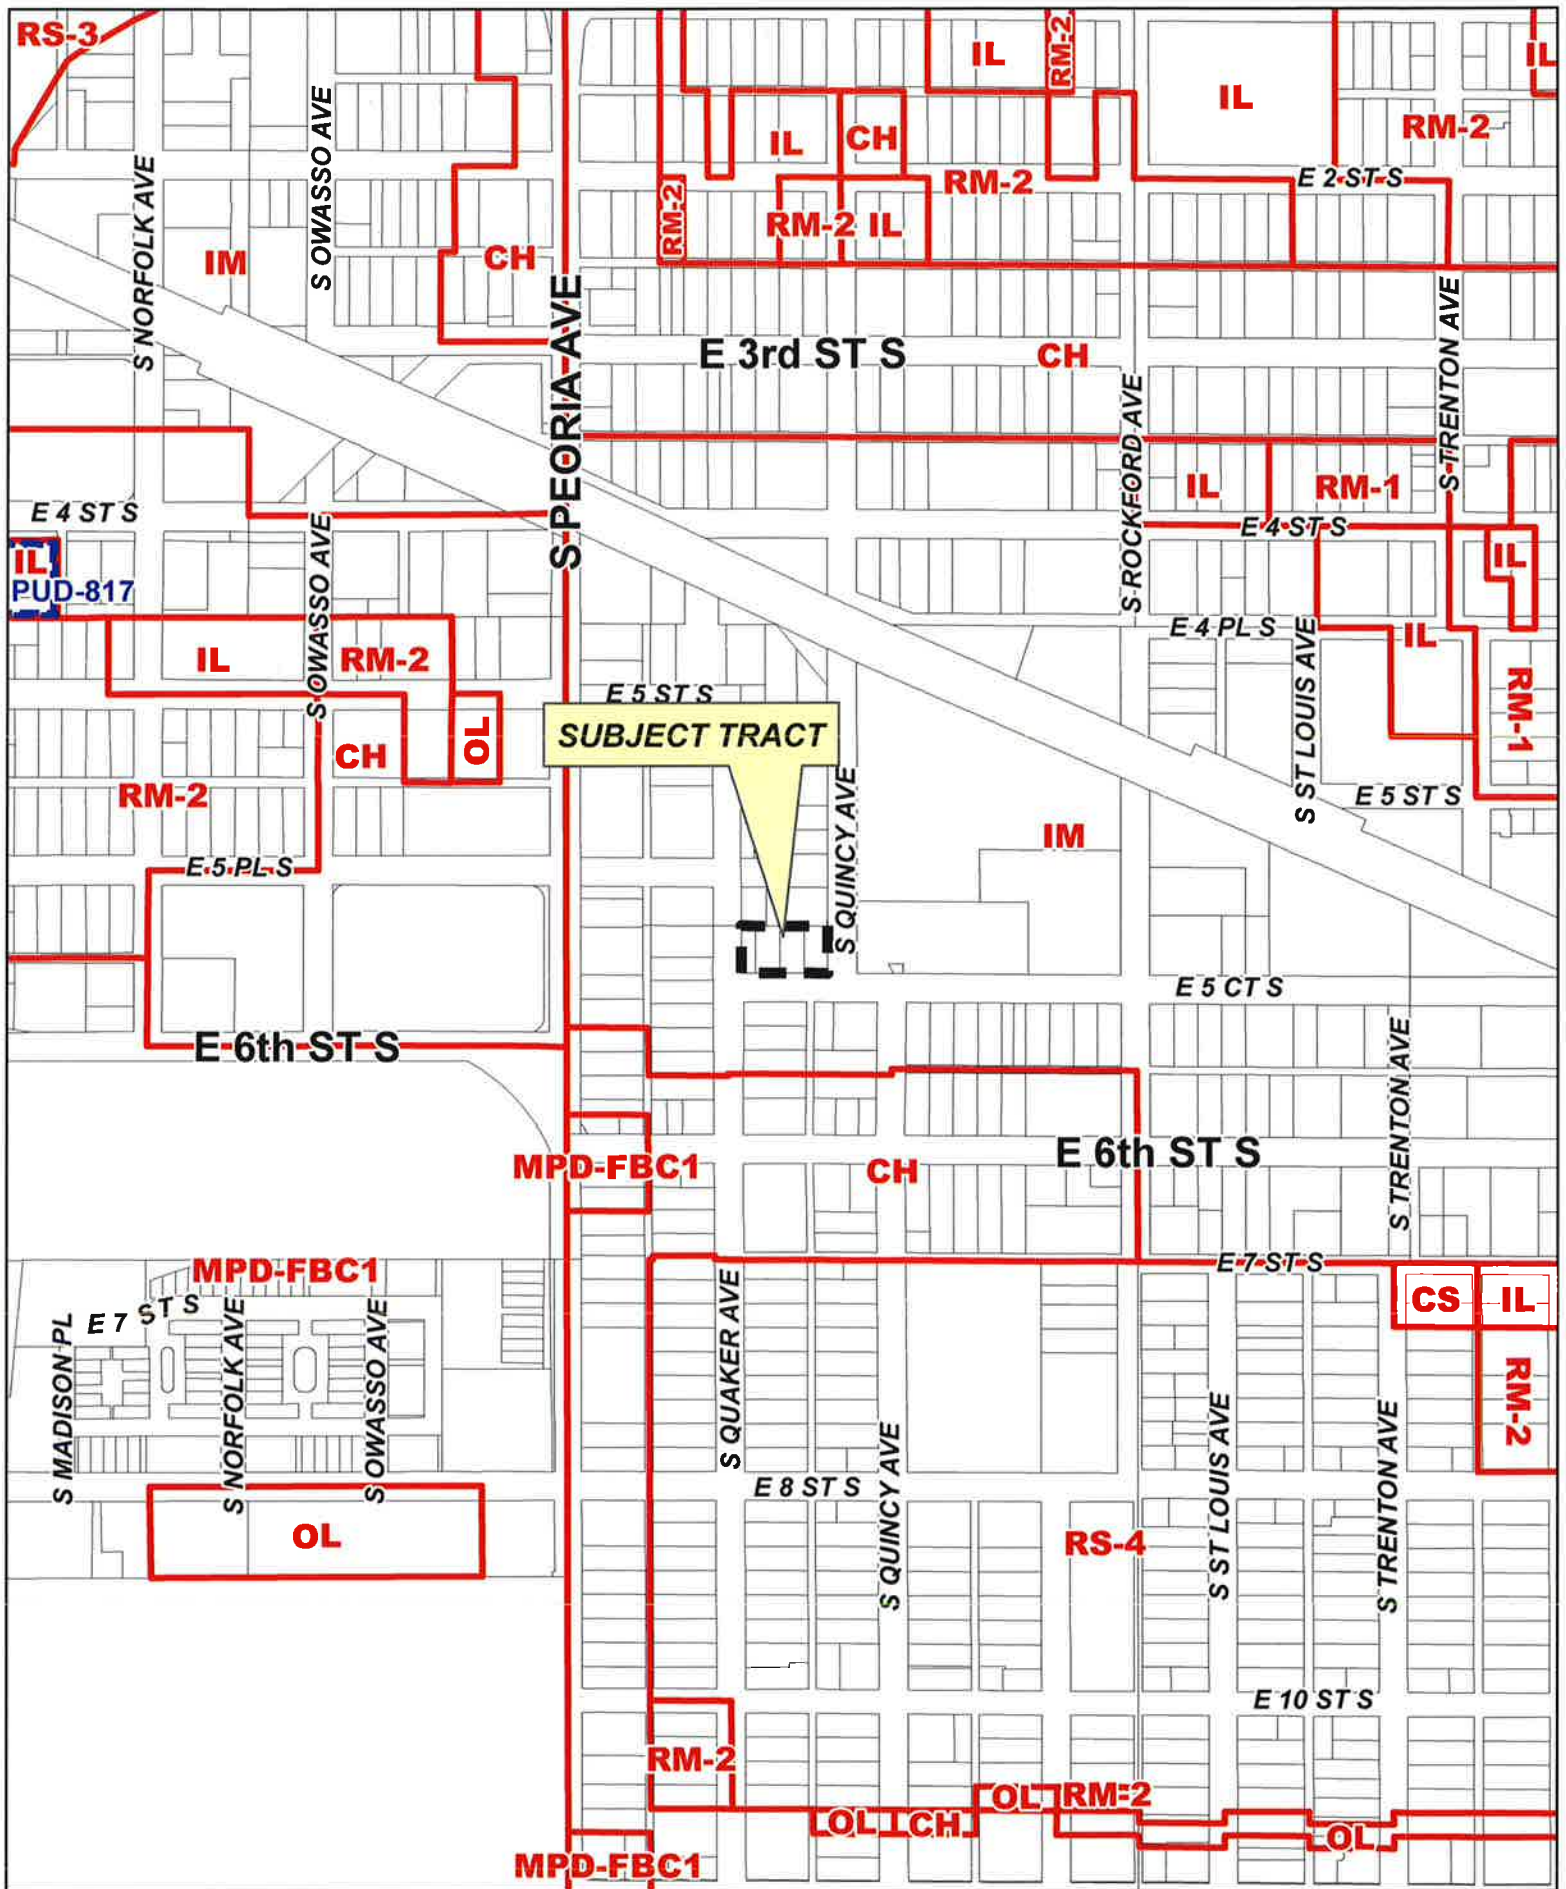 RS-3
IL
RM-2
IL
IL
RM-2
IL
CH
RM-2
E 2 ST S
RM-2
RM-2
IL
S NORFOLK AVE
S OWASSO AVE
IM
CH
S PEORIA AVE
E 3rd ST S
CH
S ROCKFORD AVE
S TRENTON AVE
IL
RM-1
E 4 ST S
E 4 ST S
IL
PUD-817
IL
S OWASSO AVE
IL
RM-2
E 4 PL S
IL
RM-1
S ST LOUIS AVE
E 5 ST S
SUBJECT TRACT
CH
OL
RM-2
S QUINCY AVE
IM
E 5 ST S
E 5 PL S
E 5 CT S
E 6th ST S
S TRENTON AVE
MPD-FBC1
CH
E 6th ST S
E 7 ST S
MPD-FBC1
E 7 ST S
CS
IL
RM-2
S MADISON PL
S NORFOLK AVE
S OWASSO AVE
S QUAKER AVE
S QUINCY AVE
S ST LOUIS AVE
S TRENTON AVE
E 8 ST S
OL
RS-4
E 10 ST S
RM-2
OL
RM-2
OL
CH
OL
MPD-FBC1